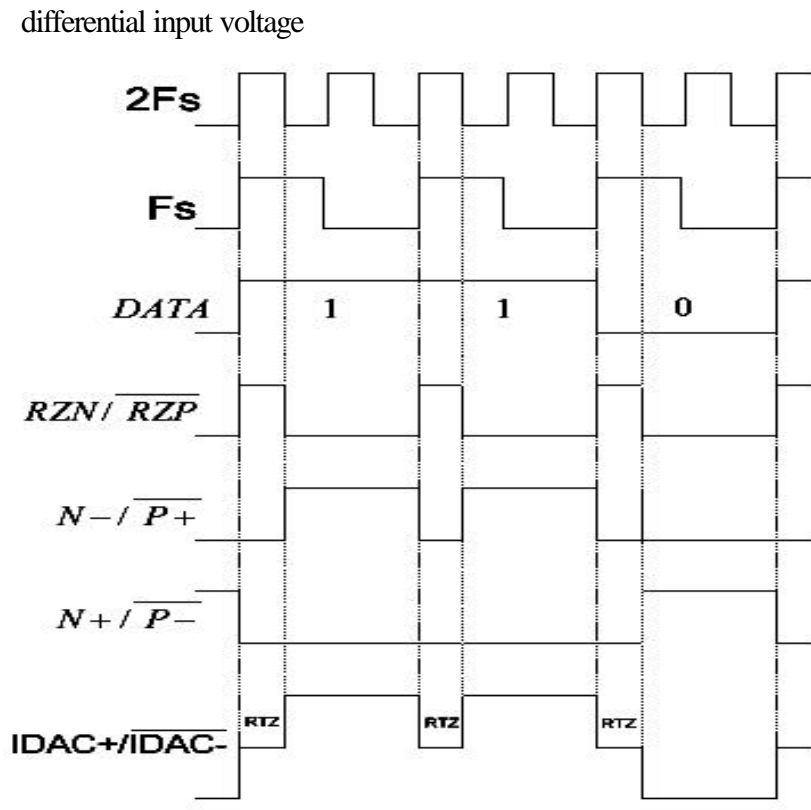 differential input voltage
2Fs
Fs
DATA 1 1 0
RZN/ RZP
N−/ P+
N+/ P−
RTZ RTZ RTZ
IDAC+/IDAC-